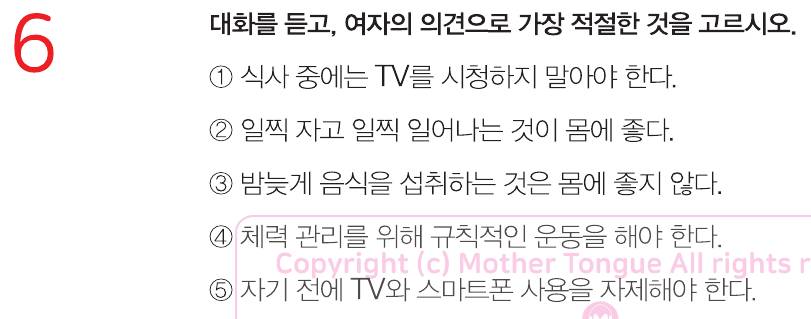 6
대화를 듣고, 여자의 의견으로 가장 적절한 것을 고르시오.
① 식사 중에는 TV를 시청하지 말아야 한다.
② 일찍 자고 일찍 일어나는 것이 몸에 좋다.
③ 밤늦게 음식을 섭취하는 것은 몸에 좋지 않다.
④ 체력 관리를 위해 규칙적인 운동을 해야 한다.
Copyright (c) Mother Tongue All rights r
⑤ 자기 전에 TV와 스마트폰 사용을 자제해야 한다.